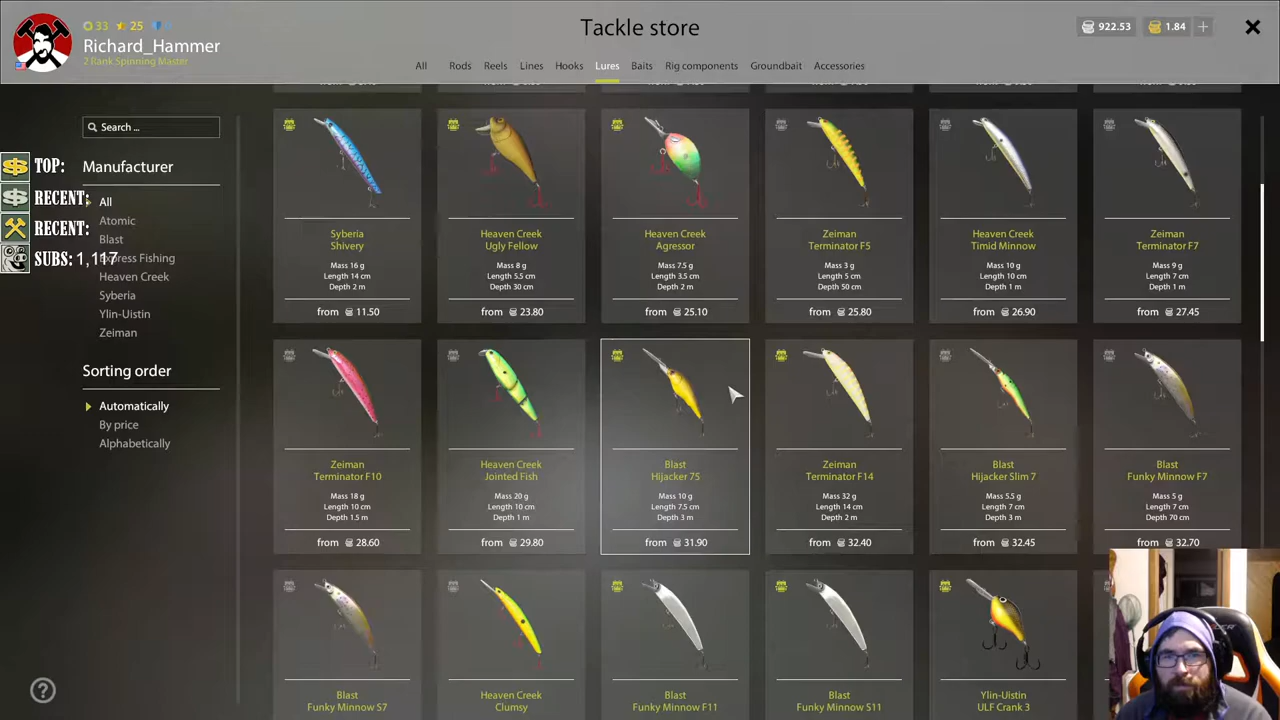 33 25
Richard_Hammer
2 Rank Spinning Master
Tackle store
922.53 1.84 +
All Rods Reels Lines Hooks Lures Baits Rig components Groundbait Accessories
Search ...
Manufacturer
All
Atomic
Blast
Express Fishing
Heaven Creek
Syberia
Ylin-Uistin
Zeiman
Sorting order
Automatically
By price
Alphabetically
TOP:
RECENT:
RECENT:
SUBS: 1,117
Syberia
Shivery
Mass 16 g
Length 14 cm
Depth 2 m
from 11.50
Heaven Creek
Ugly Fellow
Mass 8 g
Length 5.5 cm
Depth 30 cm
from 23.80
Heaven Creek
Agressor
Mass 7.5 g
Length 3.5 cm
Depth 2 m
from 25.10
Zeiman
Terminator F5
Mass 3 g
Length 5 cm
Depth 50 cm
from 25.80
Heaven Creek
Timid Minnow
Mass 10 g
Length 10 cm
Depth 1 m
from 26.90
Zeiman
Terminator F7
Mass 9 g
Length 7 cm
Depth 1 m
from 27.45
Zeiman
Terminator F10
Mass 18 g
Length 10 cm
Depth 1.5 m
from 28.60
Heaven Creek
Jointed Fish
Mass 20 g
Length 10 cm
Depth 1 m
from 29.80
Blast
Hijacker 75
Mass 10 g
Length 7.5 cm
Depth 3 m
from 31.90
Zeiman
Terminator F14
Mass 32 g
Length 14 cm
Depth 2 m
from 32.40
Blast
Hijacker Slim 7
Mass 5.5 g
Length 7 cm
Depth 3 m
from 32.45
Blast
Funky Minnow F7
Mass 5 g
Length 7 cm
Depth 70 cm
from 32.70
Blast
Funky Minnow S7
Heaven Creek
Clumsy
Blast
Funky Minnow F11
Blast
Funky Minnow S11
Ylin-Uistin
ULF Crank 3
?